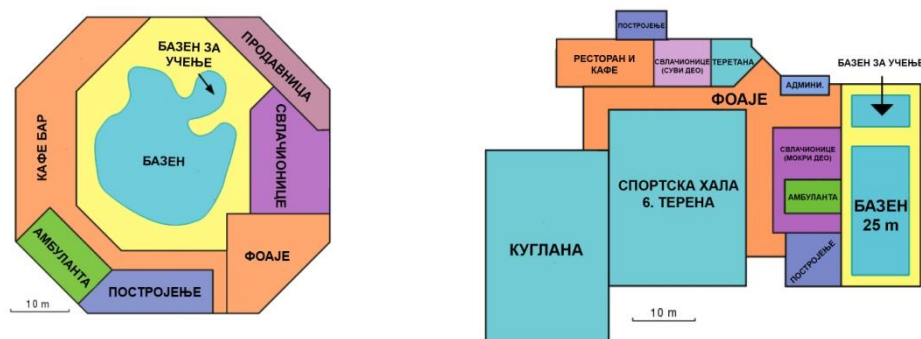 БАЗЕН ЗА
УЧЕЊЕ
ПРОДАВНИЦА
КАФЕ БАР
БАЗЕН
СВЛАЧИОНИЦЕ
АМБУЛАНТА
ФОАЈЕ
ПОСТРОЈЕЊЕ
10 m
ПОСТРОЈЕЊЕ
РЕСТОРАН И
КАФЕ
СВЛАЧИОНИЦЕ
(СУВИ ДЕО)
ТЕРЕТАНА
БАЗЕН ЗА УЧЕЊЕ
АДМИНИ.
ФОАЈЕ
СВЛАЧИОНИЦЕ
(МОКРИ ДЕО)
СПОРТСКА ХАЛА
6. ТЕРЕНА
АМБУЛАНТА
БАЗЕН
25 m
КУГЛАНА
ПОСТРОЈЕЊЕ
10 m